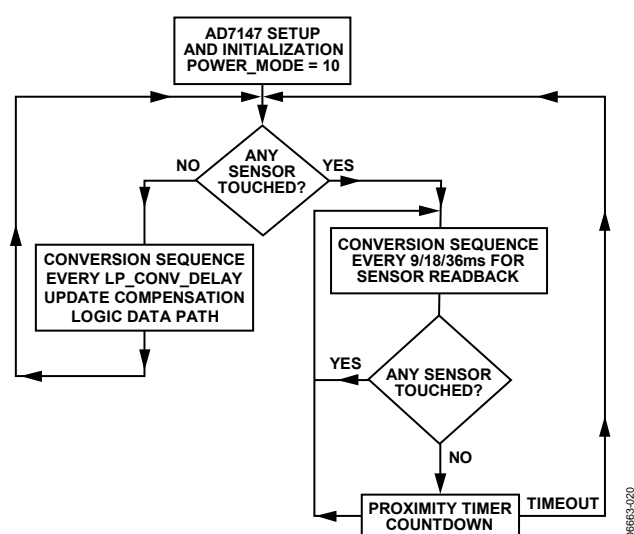 AD7147 SETUP
AND INITIALIZATION
POWER_MODE = 10
ANY
SENSOR
TOUCHED?
NO
YES
CONVERSION SEQUENCE
EVERY LP_CONV_DELAY
UPDATE COMPENSATION
LOGIC DATA PATH
CONVERSION SEQUENCE
EVERY 9/18/36ms FOR
SENSOR READBACK
YES
ANY SENSOR
TOUCHED?
NO
PROXIMITY TIMER
COUNTDOWN
TIMEOUT
06663-020